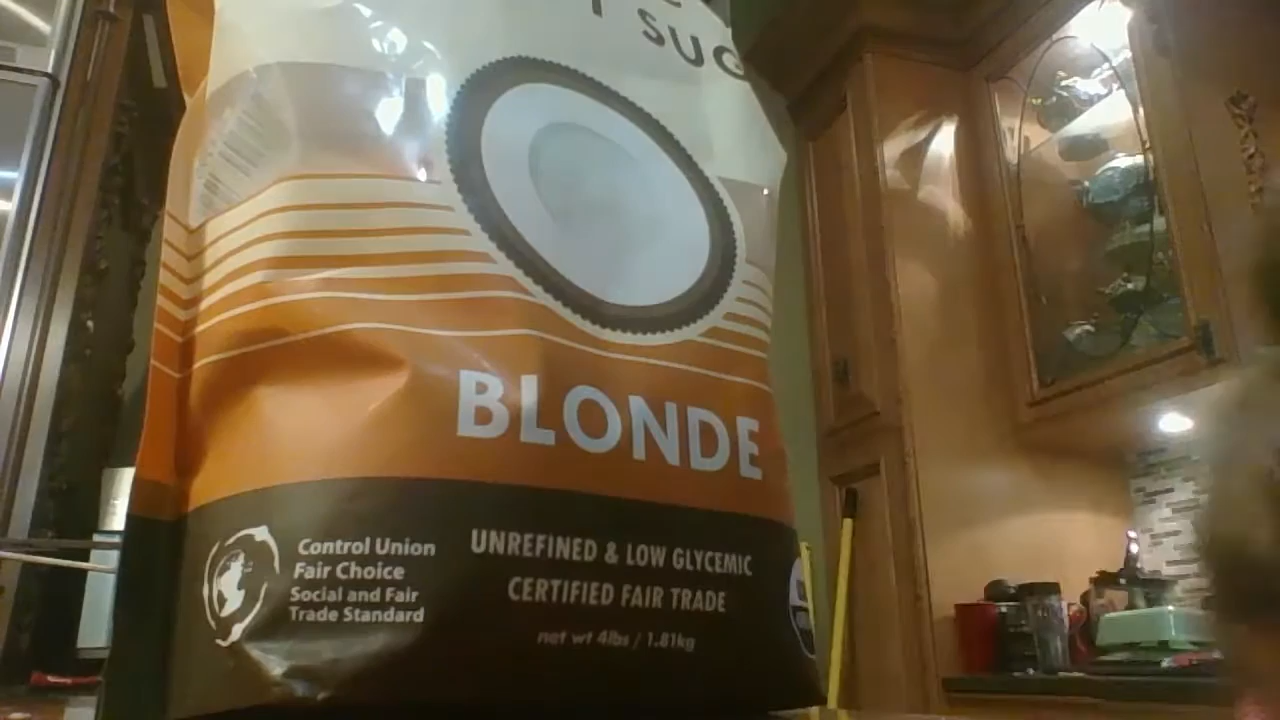 SUG
BLONDE
UNREFINED & LOW GLYCEMIC
CERTIFIED FAIR TRADE
net wt 4lbs / 1.81kg
Control Union
Fair Choice
Social and Fair
Trade Standard